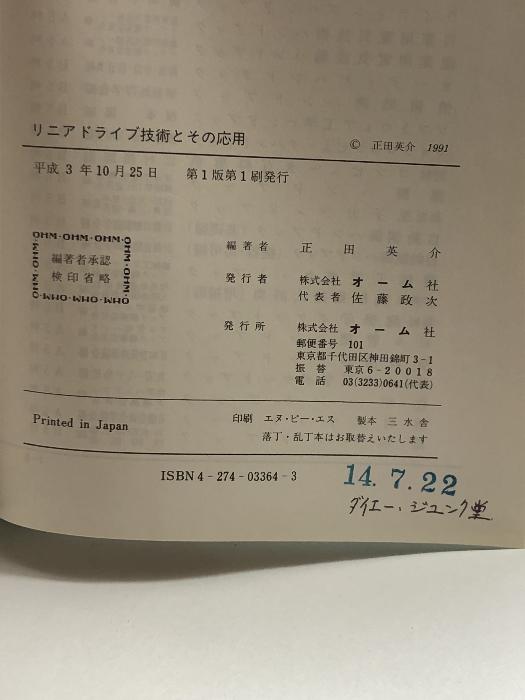 リニアドライブ技術とその応用
© 正田英介 1991
平成 3 年 10 月 25 日 第 1 版第 1 刷発行
OHM・OHM・OHM・OHM・OHM・OHM・OHM・OHM・OHM
編著者承認
検印省略
編著者 正田英介
発行者 株式会社 オーム社
代表者 佐藤政次
発行所 株式会社 オーム社
郵便番号 101
東京都千代田区神田錦町 3-1
振替 東京 6-20018
電話 03(3233)0641(代表)
Printed in Japan
印刷 エヌ・ピー・エス 製本 三水舎
落丁・乱丁本はお取替えいたします
ISBN 4-274-03364-3
14. 7. 22
ダイエー、ジュンク堂